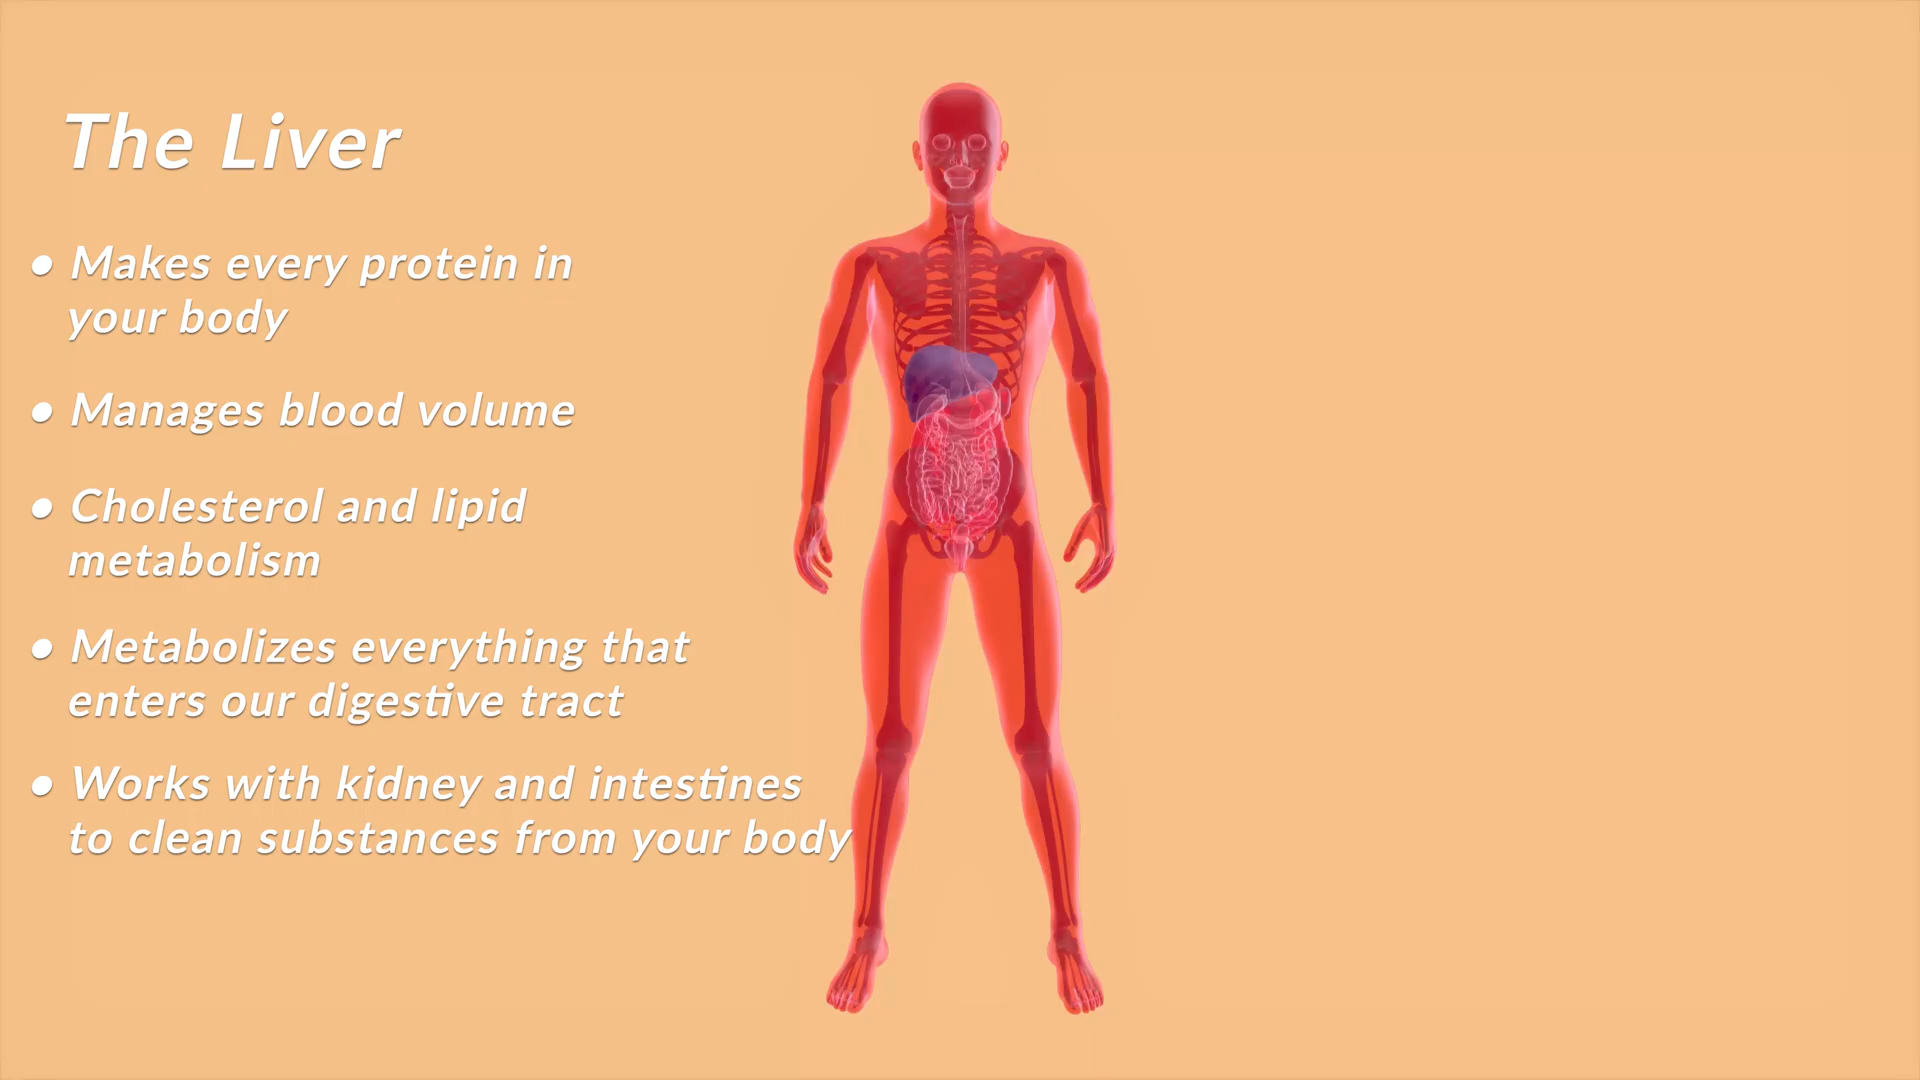 The Liver
• Makes every protein in
your body
• Manages blood volume
• Cholesterol and lipid
metabolism
• Metabolizes everything that
enters our digestive tract
• Works with kidney and intestines
to clean substances from your body